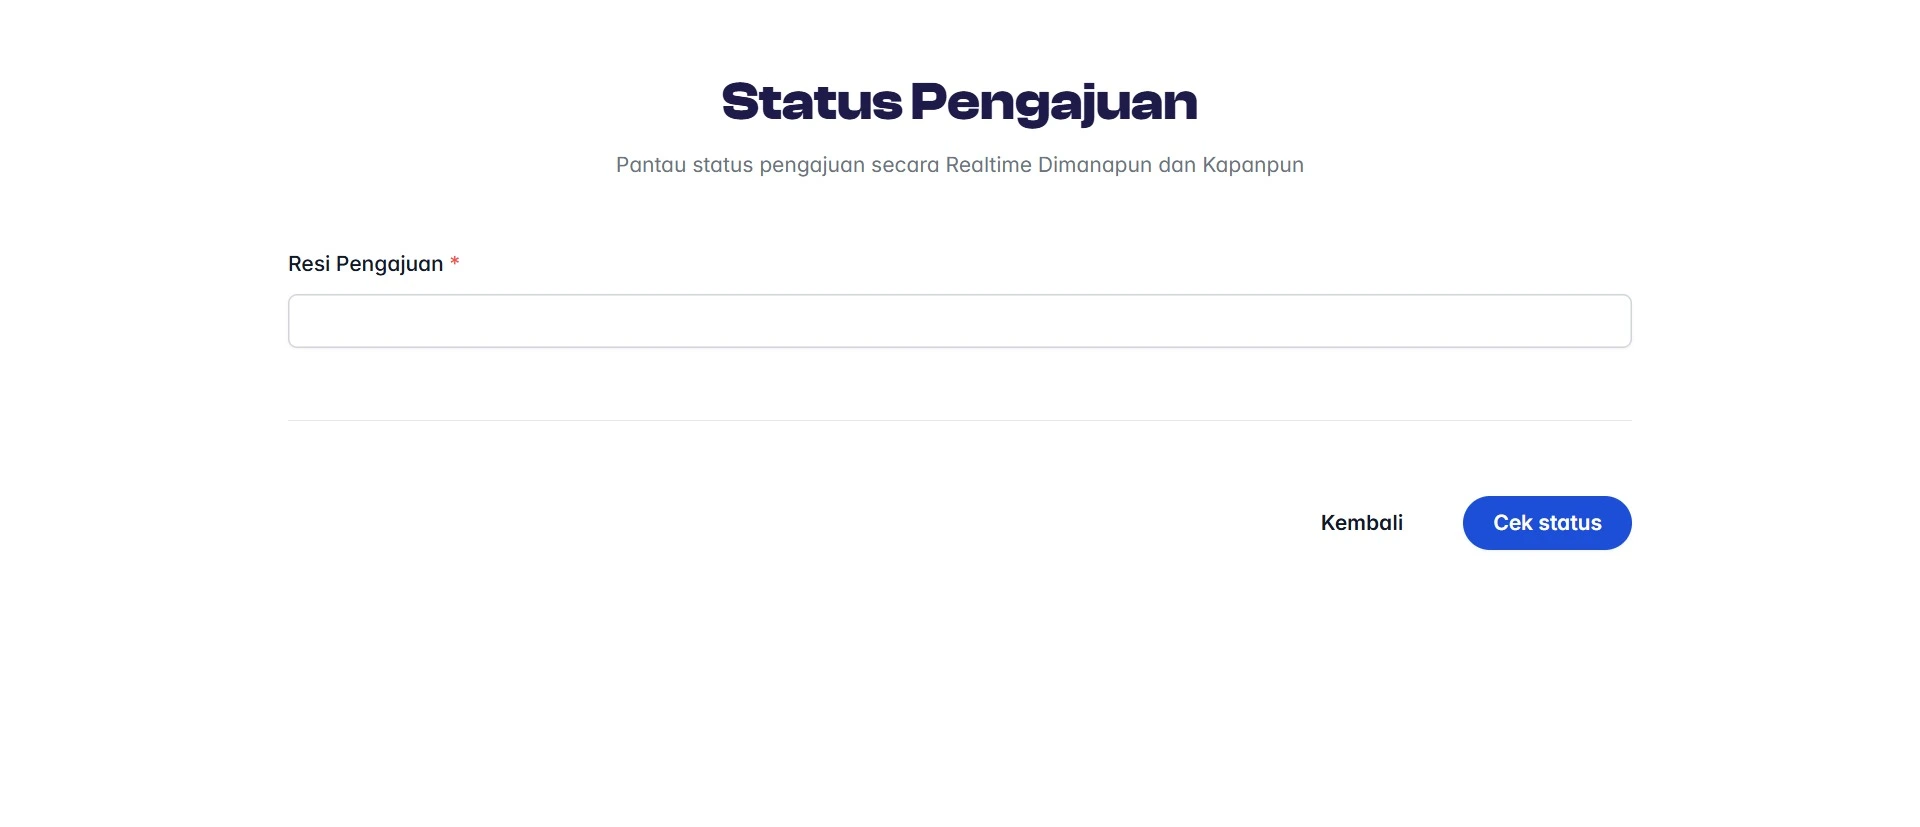 Status Pengajuan
Pantau status pengajuan secara Realtime Dimanapun dan Kapanpun
Resi Pengajuan *
Kembali
Cek status